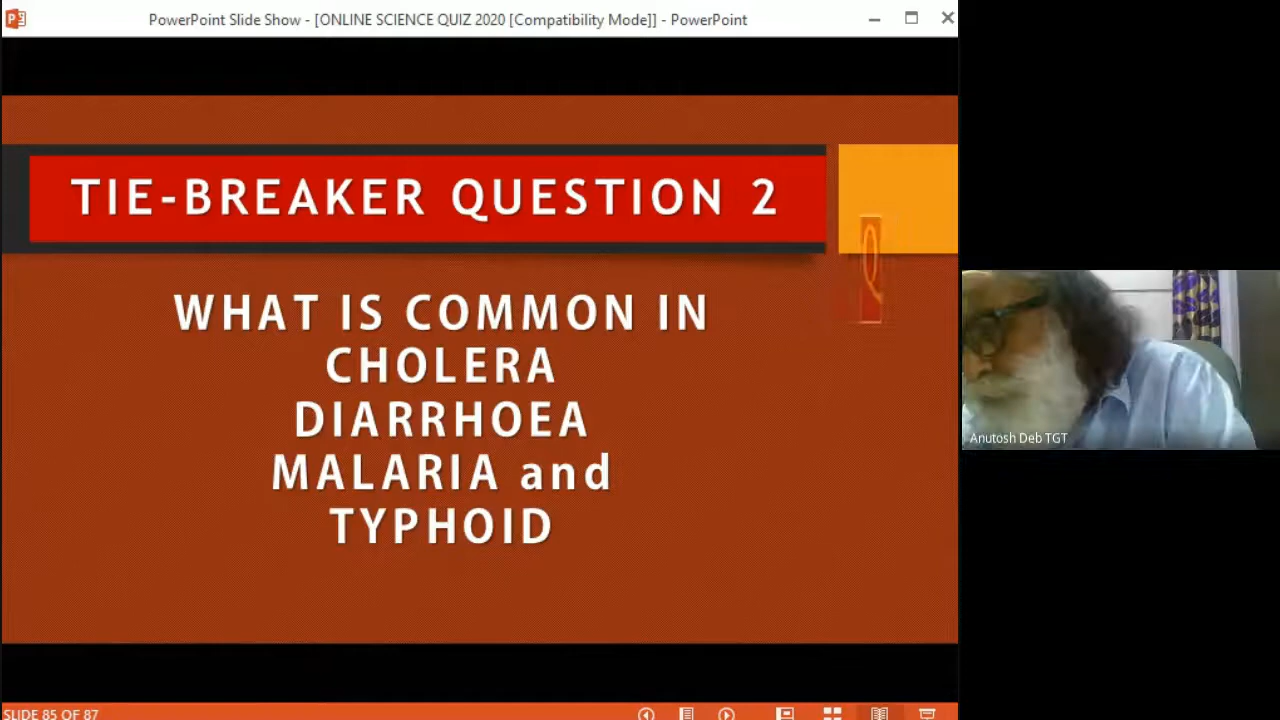 PowerPoint Slide Show - [ONLINE SCIENCE QUIZ 2020 [Compatibility Mode]] - PowerPoint
TIE-BREAKER QUESTION 2
Q
WHAT IS COMMON IN
CHOLERA
DIARRHOEA
MALARIA and
TYPHOID
Anutosh Deb TGT
SLIDE 85 OF 87